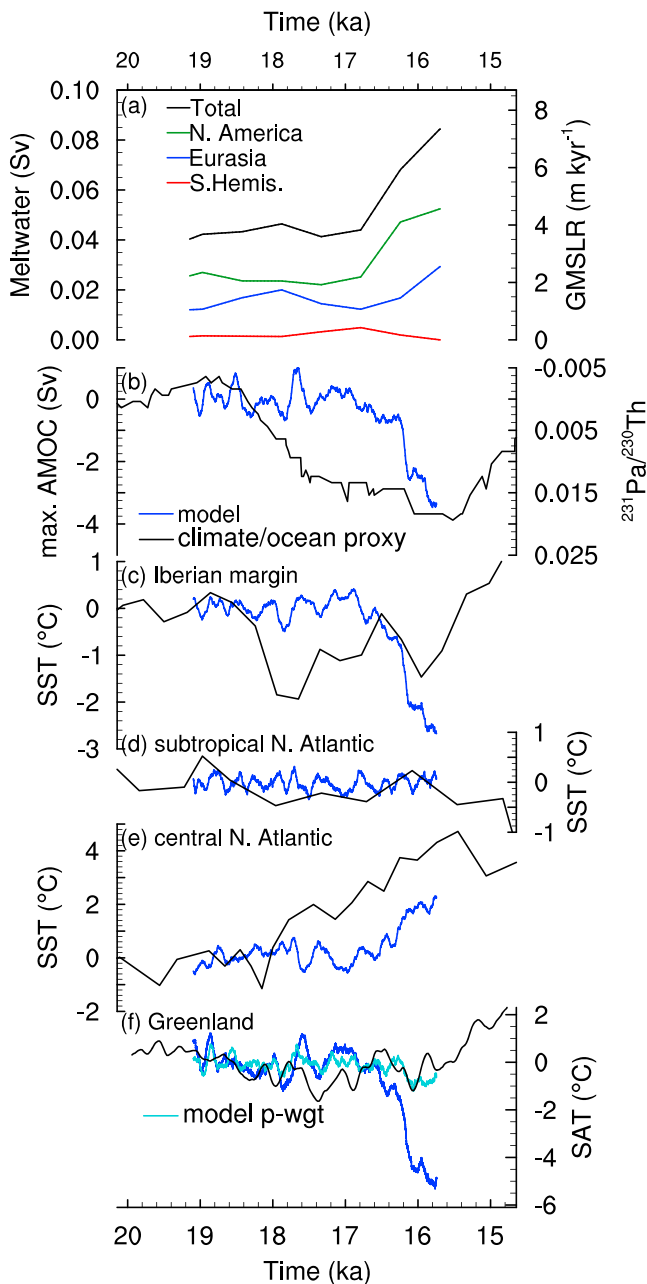 Time (ka)
20 19 18 17 16 15
(a)
Total
N. America
Eurasia
S.Hemis.
Meltwater (Sv)
0.10
0.08
0.06
0.04
0.02
0.00
GMSLR (m kyr⁻¹)
8
6
4
2
0
(b)
max. AMOC (Sv)
0
-2
-4
-0.005
0.005
0.015
0.025
²³¹Pa/²³⁰Th
model
climate/ocean proxy
(c) Iberian margin
SST (°C)
1
0
-1
-2
-3
(d) subtropical N. Atlantic
1
0
-1
SST (°C)
(e) central N. Atlantic
SST (°C)
4
2
0
-2
(f) Greenland
model p-wgt
2
0
-2
-4
-6
SAT (°C)
20 19 18 17 16 15
Time (ka)